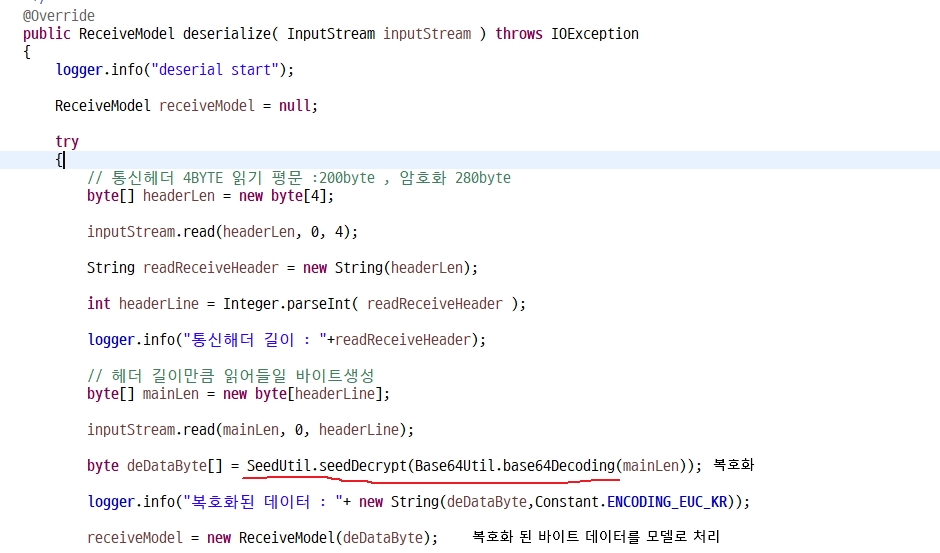 @Override
public ReceiveModel deserialize( InputStream inputStream ) throws IOException
{
logger.info("deserial start");
ReceiveModel receiveModel = null;
try
{
// 통신헤더 4BYTE 읽기 평문 :200byte , 암호화 280byte
byte[] headerLen = new byte[4];
inputStream.read(headerLen, 0, 4);
String readReceiveHeader = new String(headerLen);
int headerLine = Integer.parseInt( readReceiveHeader );
logger.info("통신해더 길이 : "+readReceiveHeader);
// 헤더 길이만큼 읽어들일 바이트생성
byte[] mainLen = new byte[headerLine];
inputStream.read(mainLen, 0, headerLine);
byte deDataByte[] = SeedUtil.seedDecrypt(Base64Util.base64Decoding(mainLen)); 복호화
logger.info("복호화된 데이터 : "+ new String(deDataByte,Constant.ENCODING_EUC_KR));
receiveModel = new ReceiveModel(deDataByte); 복호화 된 바이트 데이터를 모델로 처리